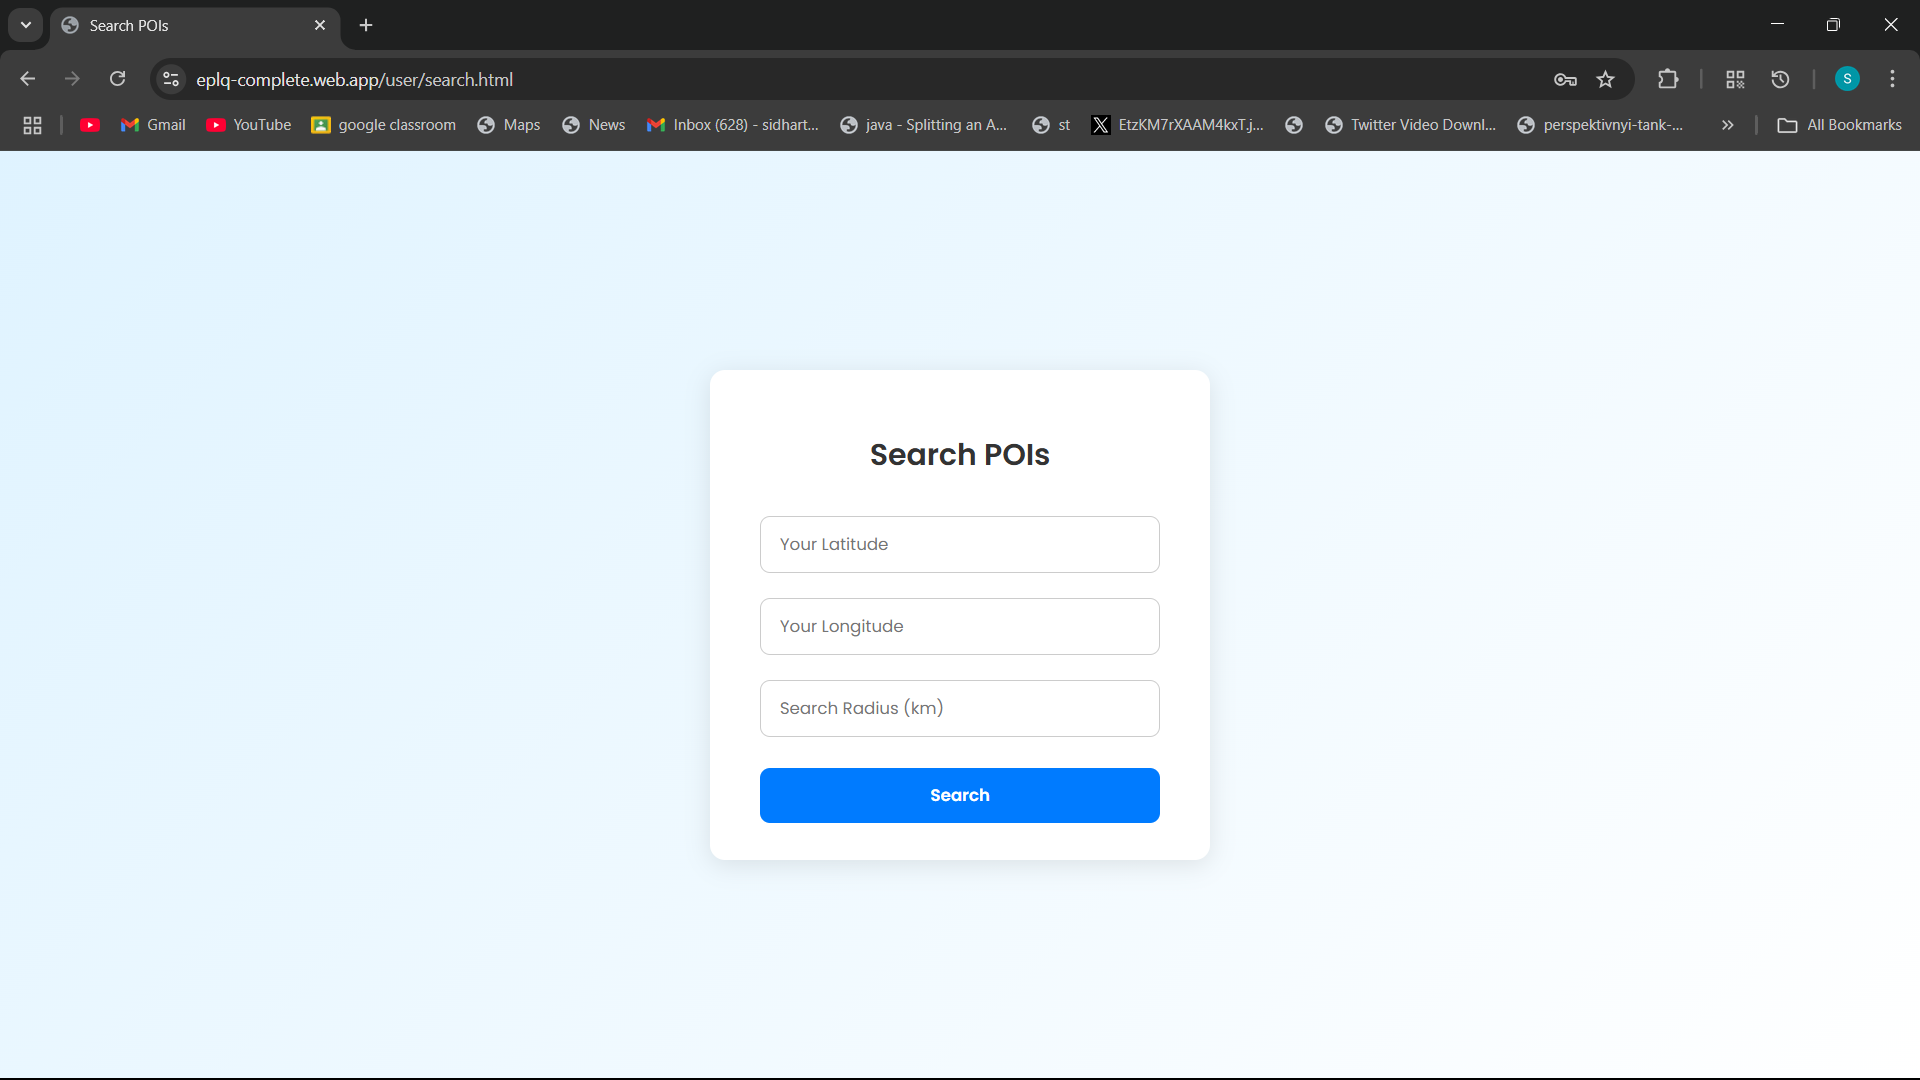 Search POIs
eplq-complete.web.app/user/search.html
S
Gmail
YouTube
google classroom
Maps
News
Inbox (628) - sidhart...
java - Splitting an A...
st
EtzKM7rXAAM4kxT.j...
Twitter Video Downl...
perspektivnyi-tank-...
All Bookmarks
Search POIs
Your Latitude
Your Longitude
Search Radius (km)
Search